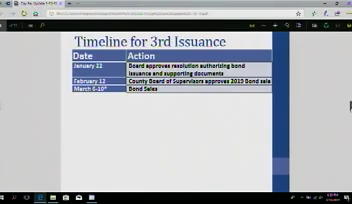 Timeline for 3rd Issuance
Date Action
January 22 Board approves resolution authorizing bond
issuance and supporting documents
February 12 County Board of Supervisors approves 2019 Bond sale
March 6-10* Bond Sales